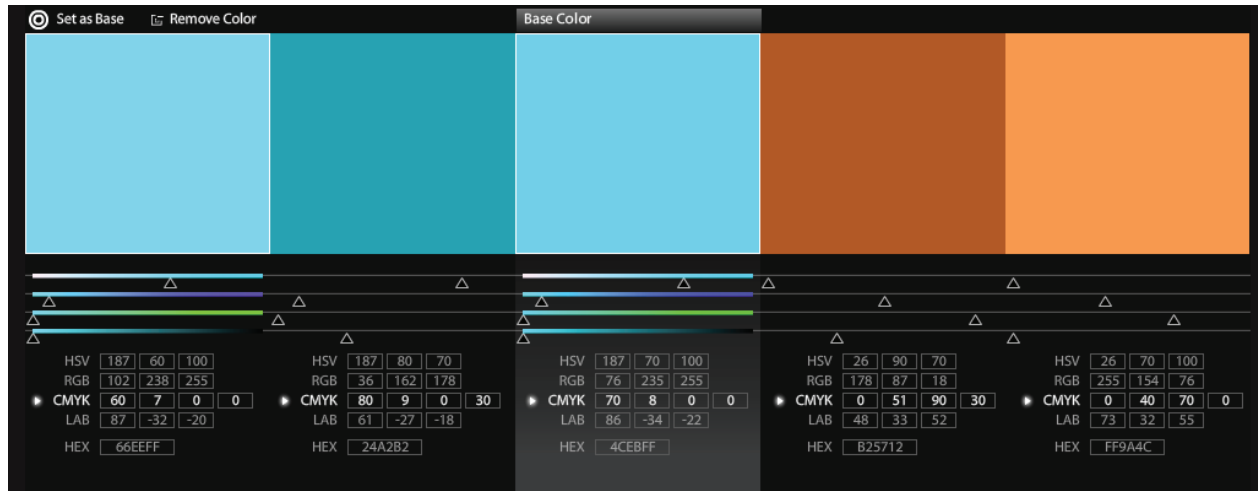 Set as Base Remove Color Base Color
HSV 187 60 100 HSV 187 80 70 HSV 187 70 100 HSV 26 90 70 HSV 26 70 100
RGB 102 238 255 RGB 36 162 178 RGB 76 235 255 RGB 178 87 18 RGB 255 154 76
CMYK 60 7 0 0 CMYK 80 9 0 30 CMYK 70 8 0 0 CMYK 0 51 90 30 CMYK 0 40 70 0
LAB 87 -32 -20 LAB 61 -27 -18 LAB 86 -34 -22 LAB 48 33 52 LAB 73 32 55
HEX 66EEFF HEX 24A2B2 HEX 4CEBFF HEX B25712 HEX FF9A4C